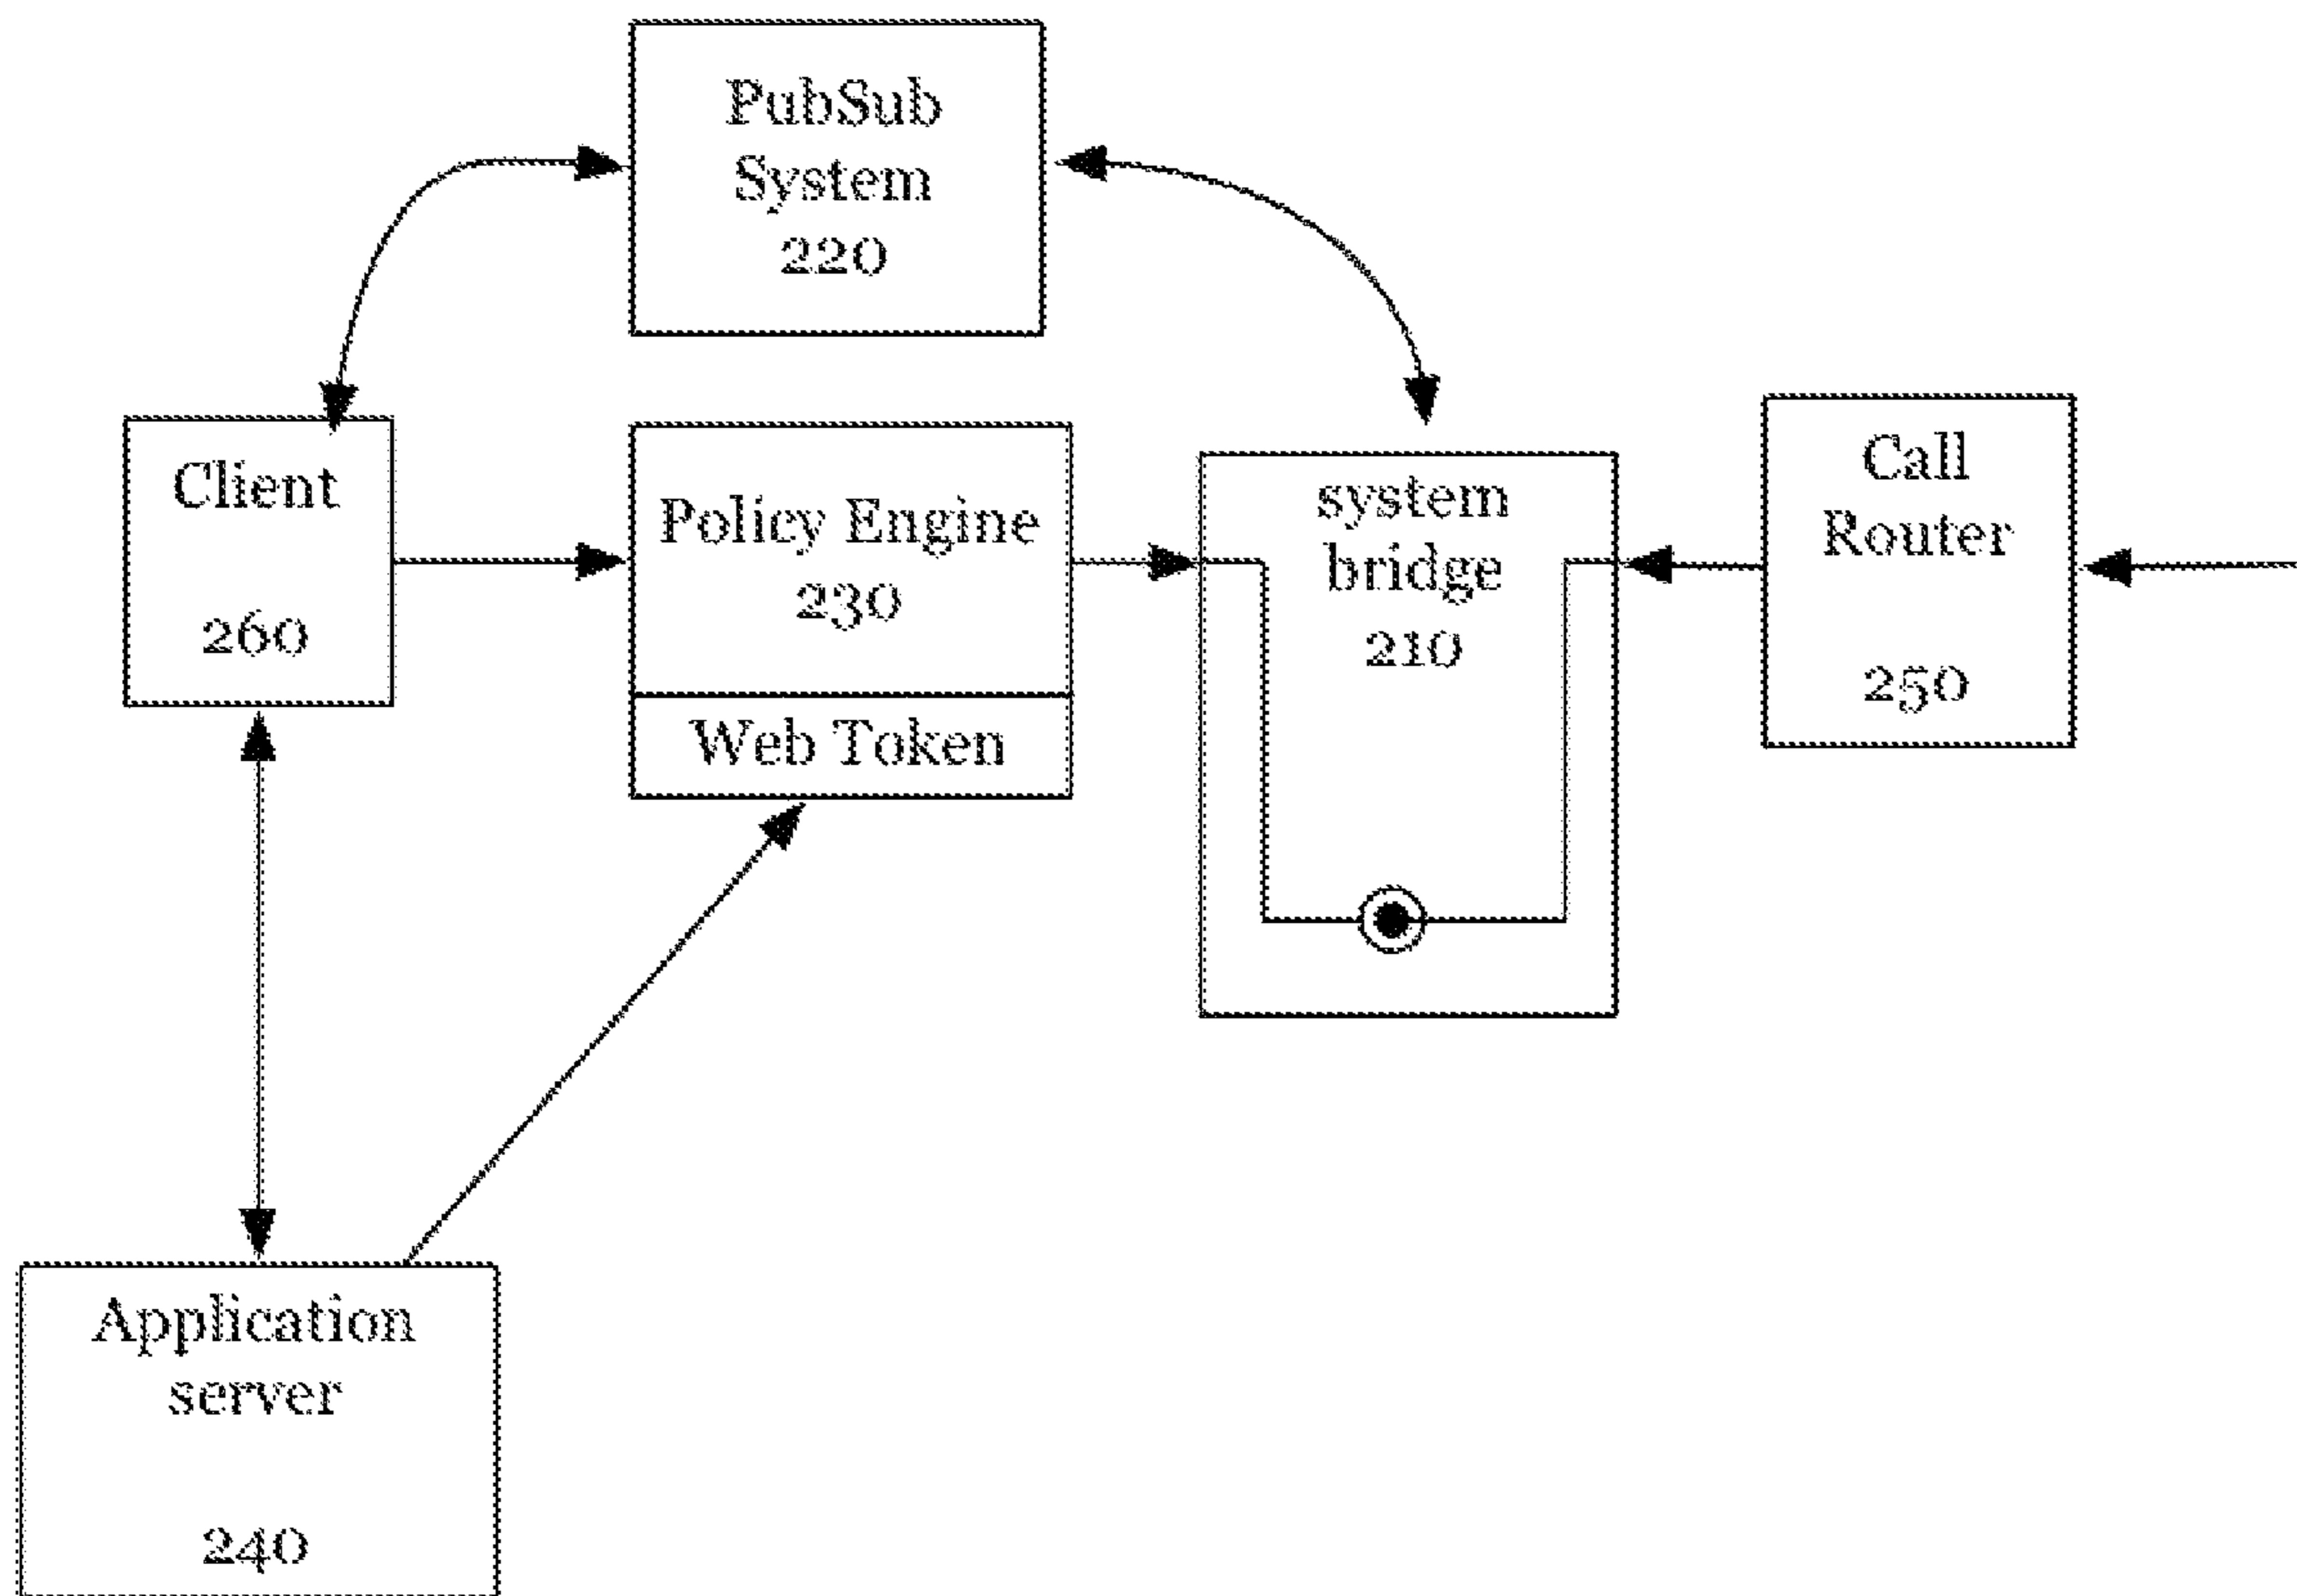 PubSub
System
220
Client
260
Policy Engine
230
Web Token
system
bridge
210
Call
Router
250
Application
server
240